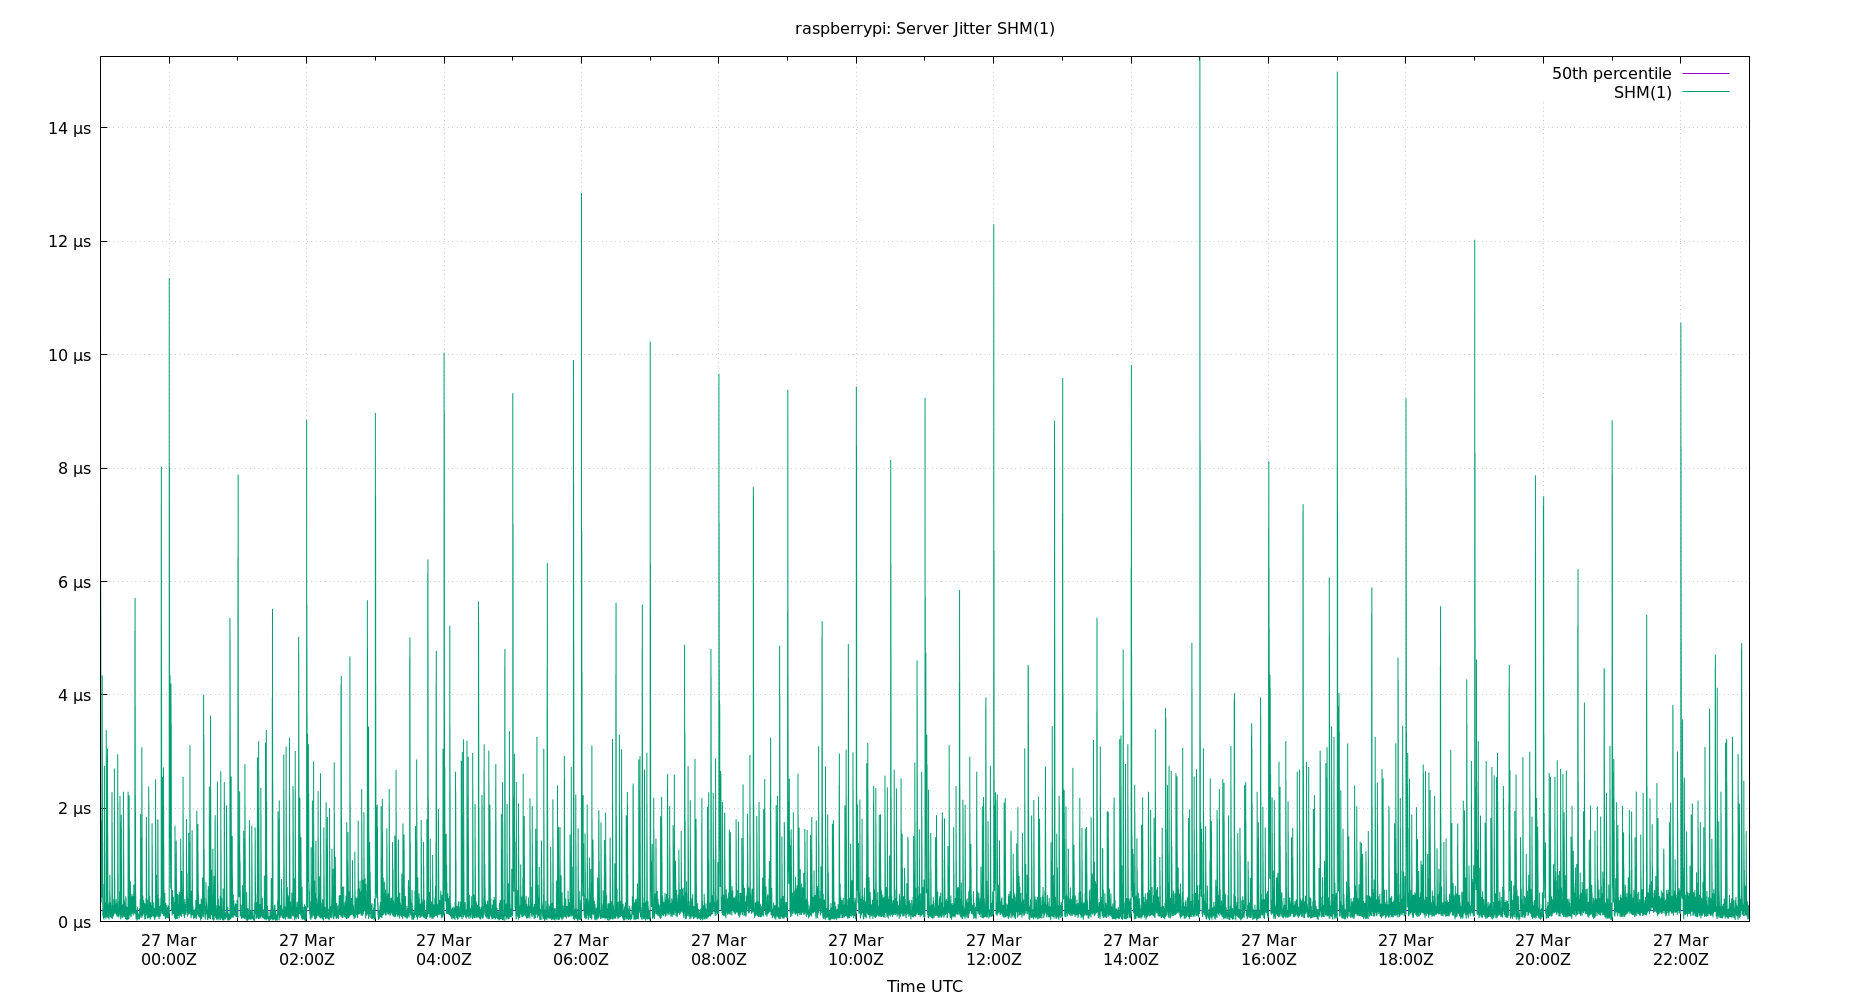 raspberrypi: Server Jitter SHM(1)
50th percentile
SHM(1)
14 µs
12 µs
10 µs
8 µs
6 µs
4 µs
2 µs
0 µs
27 Mar 27 Mar 27 Mar 27 Mar 27 Mar 27 Mar 27 Mar 27 Mar 27 Mar 27 Mar 27 Mar 27 Mar
00:00Z 02:00Z 04:00Z 06:00Z 08:00Z 10:00Z 12:00Z 14:00Z 16:00Z 18:00Z 20:00Z 22:00Z
Time UTC